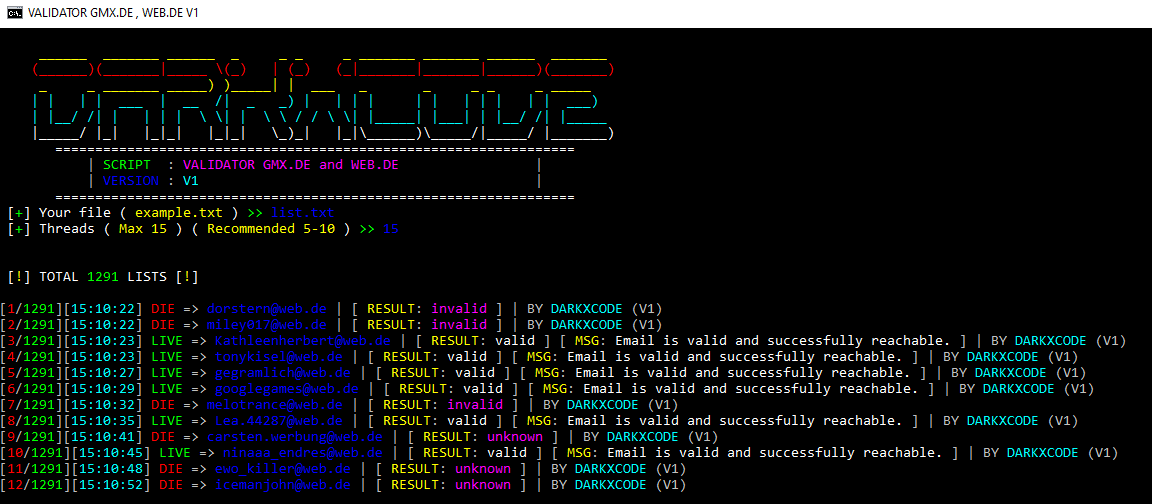 VALIDATOR GMX.DE , WEB.DE V1
| SCRIPT : VALIDATOR GMX.DE and WEB.DE |
| VERSION : V1 |
[+] Your file ( example.txt ) >> list.txt
[+] Threads ( Max 15 ) ( Recommended 5-10 ) >> 15
[!] TOTAL 1291 LISTS [!]
[1/1291][15:10:22] DIE => dorstern@web.de | [ RESULT: invalid ] | BY DARKXCODE (V1)
[2/1291][15:10:22] DIE => miley017@web.de | [ RESULT: invalid ] | BY DARKXCODE (V1)
[3/1291][15:10:23] LIVE => Kathleenherbert@web.de | [ RESULT: valid ] [ MSG: Email is valid and successfully reachable. ] | BY DARKXCODE (V1)
[4/1291][15:10:23] LIVE => tonykisel@web.de | [ RESULT: valid ] [ MSG: Email is valid and successfully reachable. ] | BY DARKXCODE (V1)
[5/1291][15:10:27] LIVE => gegramlich@web.de | [ RESULT: valid ] [ MSG: Email is valid and successfully reachable. ] | BY DARKXCODE (V1)
[6/1291][15:10:29] LIVE => googlegames@web.de | [ RESULT: valid ] [ MSG: Email is valid and successfully reachable. ] | BY DARKXCODE (V1)
[7/1291][15:10:32] DIE => melotrance@web.de | [ RESULT: invalid ] | BY DARKXCODE (V1)
[8/1291][15:10:35] LIVE => Lea.44287@web.de | [ RESULT: valid ] [ MSG: Email is valid and successfully reachable. ] | BY DARKXCODE (V1)
[9/1291][15:10:41] DIE => carsten.werbung@web.de | [ RESULT: unknown ] | BY DARKXCODE (V1)
[10/1291][15:10:45] LIVE => ninaaa_endres@web.de | [ RESULT: valid ] [ MSG: Email is valid and successfully reachable. ] | BY DARKXCODE (V1)
[11/1291][15:10:48] DIE => ewo_killer@web.de | [ RESULT: unknown ] | BY DARKXCODE (V1)
[12/1291][15:10:52] DIE => icemanjohn@web.de | [ RESULT: unknown ] | BY DARKXCODE (V1)